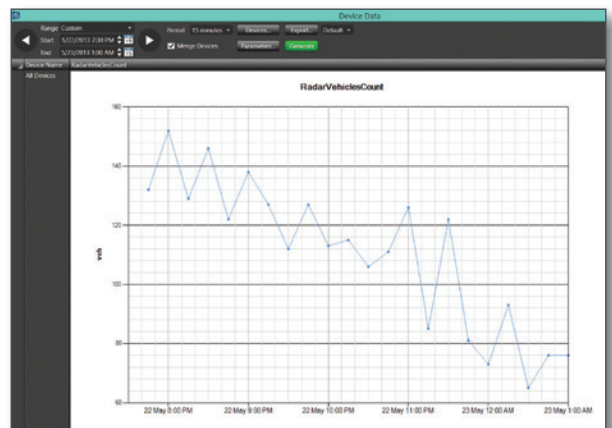 Device Data
Range Custom
Period 15 minutes Devices... Export... Default
Start 5/22/2013 7:00 PM
Merge Devices Parameters... Generate
End 5/23/2013 1:00 AM
Device Name RadarVehiclesCount
All Devices
RadarVehiclesCount
160
140
120
100
80
60
veh
22 May 8:00 PM 22 May 9:00 PM 22 May 10:00 PM 22 May 11:00 PM 23 May 12:00 AM 23 May 1:00 AM